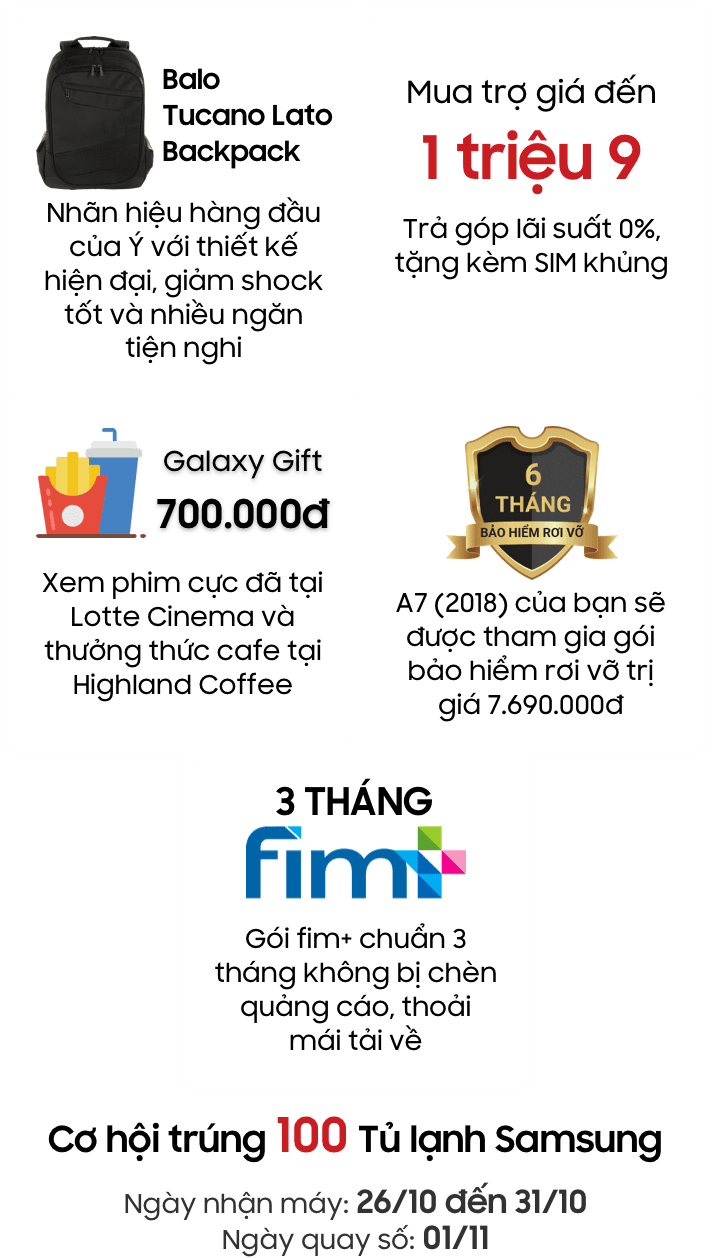 Balo
Tucano Lato
Backpack
Nhãn hiệu hàng đầu
của Ý với thiết kế
hiện đại, giảm shock
tốt và nhiều ngăn
tiện nghi
Mua trợ giá đến
1 triệu 9
Trả góp lãi suất 0%,
tặng kèm SIM khủng
Galaxy Gift
700.000đ
Xem phim cực đã tại
Lotte Cinema và
thưởng thức cafe tại
Highland Coffee
6
THÁNG
BẢO HIỂM RƠI VỠ
A7 (2018) của bạn sẽ
được tham gia gói
bảo hiểm rơi vỡ trị
giá 7.690.000đ
3 THÁNG
fim+
Gói fim+ chuẩn 3
tháng không bị chèn
quảng cáo, thoải
mái tải về
Cơ hội trúng 100 Tủ lạnh Samsung
Ngày nhận máy: 26/10 đến 31/10
Ngày quay số: 01/11